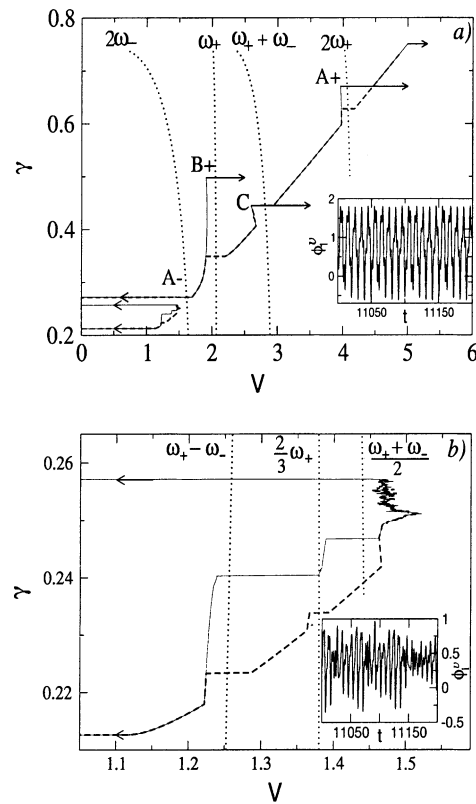 2ω₋ ω₊ ω₊+ω₋ 2ω₊ a)
0.8
A+
0.6
γ
B+
C
0.4
A-
0.2
0 1 2 3 4 5 6
V
2
1
0
ϕ₁ᵛ
11050 11150
t
ω₊-ω₋ 2/3 ω₊ (ω₊+ω₋)/2 b)
0.26
0.24
γ
0.22
1.1 1.2 1.3 1.4 1.5
V
1
0.5
0
-0.5
ϕ₁ᵛ
11050 11150
t